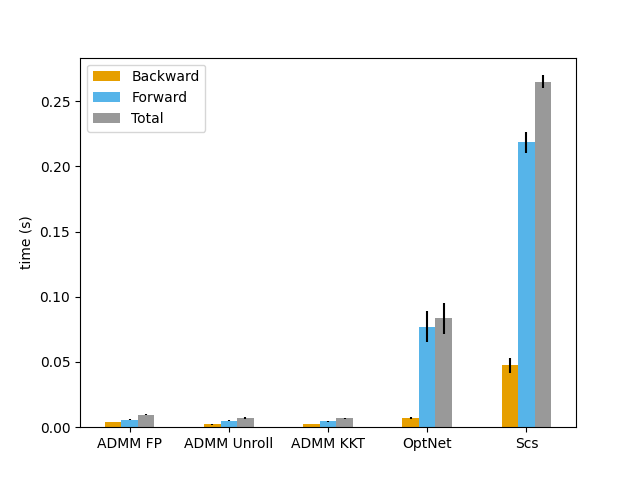 Backward
Forward
Total
time (s)
0.25
0.20
0.15
0.10
0.05
0.00
ADMM FP
ADMM Unroll
ADMM KKT
OptNet
Scs